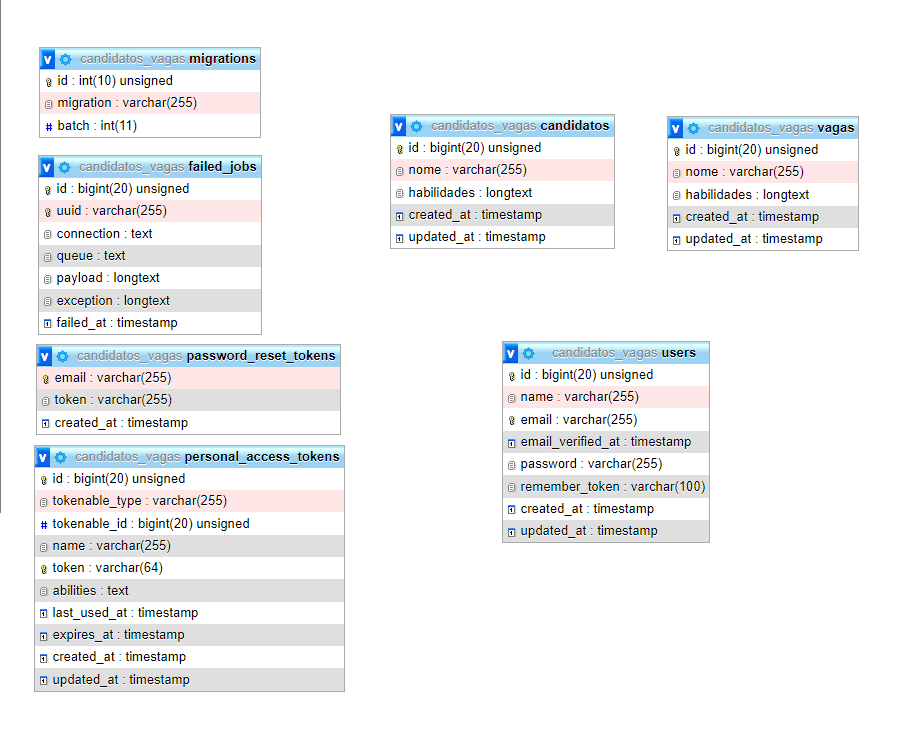 candidatos_vagas migrations
id : int(10) unsigned
migration : varchar(255)
# batch : int(11)
candidatos_vagas failed_jobs
id : bigint(20) unsigned
uuid : varchar(255)
connection : text
queue : text
payload : longtext
exception : longtext
failed_at : timestamp
candidatos_vagas password_reset_tokens
email : varchar(255)
token : varchar(255)
created_at : timestamp
candidatos_vagas personal_access_tokens
id : bigint(20) unsigned
tokenable_type : varchar(255)
# tokenable_id : bigint(20) unsigned
name : varchar(255)
token : varchar(64)
abilities : text
last_used_at : timestamp
expires_at : timestamp
created_at : timestamp
updated_at : timestamp
candidatos_vagas candidatos
id : bigint(20) unsigned
nome : varchar(255)
habilidades : longtext
created_at : timestamp
updated_at : timestamp
candidatos_vagas vagas
id : bigint(20) unsigned
nome : varchar(255)
habilidades : longtext
created_at : timestamp
updated_at : timestamp
candidatos_vagas users
id : bigint(20) unsigned
name : varchar(255)
email : varchar(255)
email_verified_at : timestamp
password : varchar(255)
remember_token : varchar(100)
created_at : timestamp
updated_at : timestamp